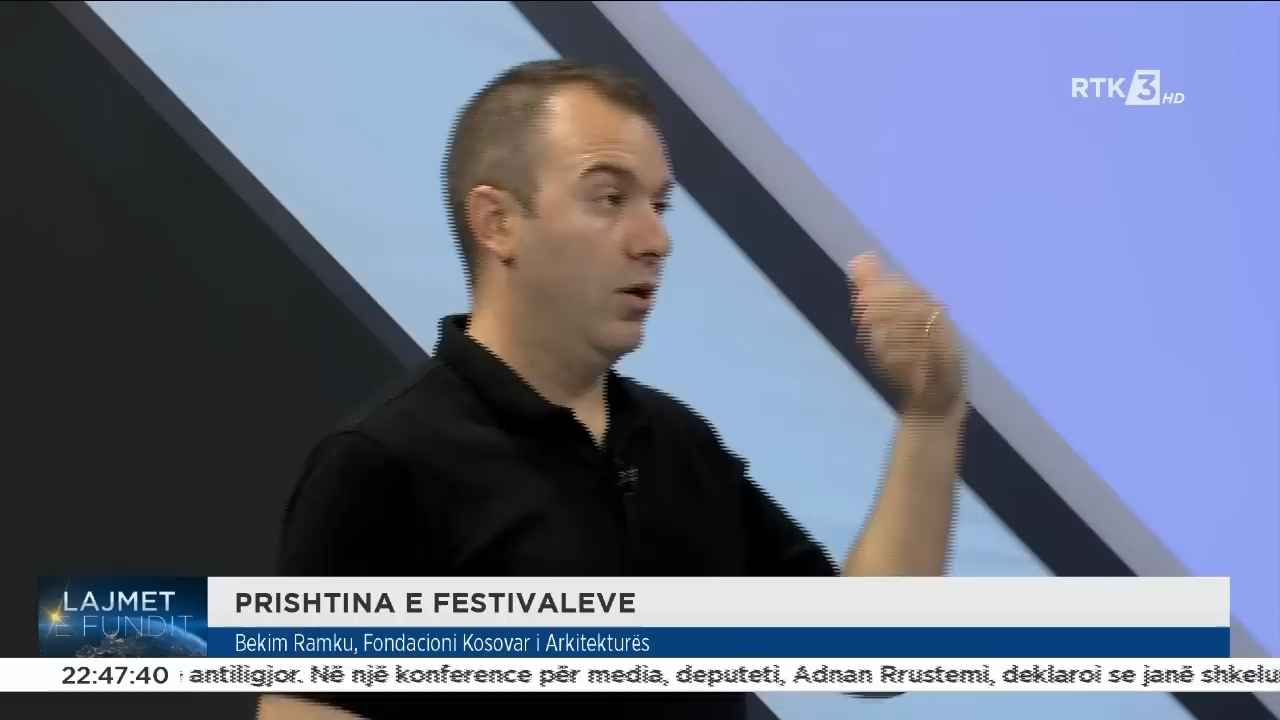 RTK 3 HD
LAJMET
E FUNDIT
PRISHTINA E FESTIVALEVE
Bekim Ramku, Fondacioni Kosovar i Arkitekturës
22:47:40
antiligjor. Në një konference për media, deputeti, Adnan Rrustemi, deklaroi se janë